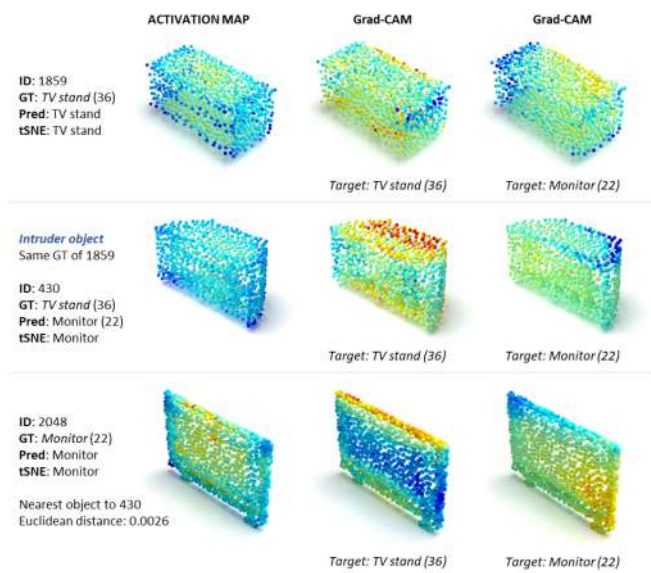 ACTIVATION MAP Grad-CAM Grad-CAM
ID: 1859
GT: TV stand (36)
Pred: TV stand
tSNE: TV stand
Target: TV stand (36) Target: Monitor (22)
Intruder object
Same GT of 1859
ID: 430
GT: TV stand (36)
Pred: Monitor (22)
tSNE: Monitor
Target: TV stand (36) Target: Monitor (22)
ID: 2048
GT: Monitor (22)
Pred: Monitor
tSNE: Monitor
Nearest object to 430
Euclidean distance: 0.0026
Target: TV stand (36) Target: Monitor (22)